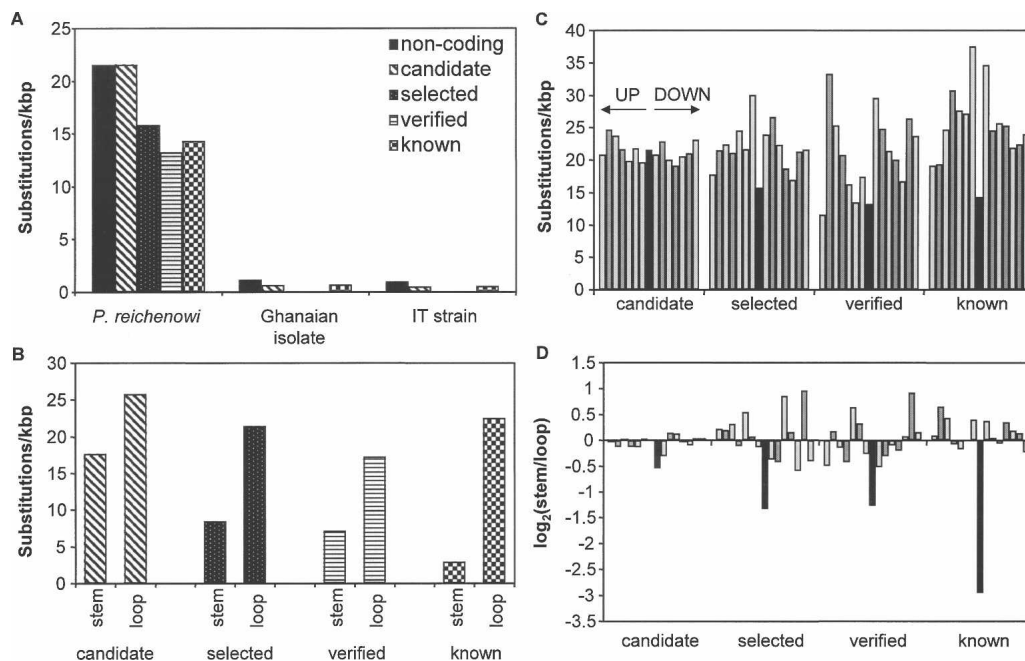 A
Substitutions/kbp
25
20
15
10
5
0
non-coding
candidate
selected
verified
known
P. reichenowi
Ghanaian
isolate
IT strain
B
Substitutions/kbp
30
25
20
15
10
5
0
stem
loop
stem
loop
stem
loop
stem
loop
candidate
selected
verified
known
C
Substitutions/kbp
40
35
30
25
20
15
10
5
0
UP
DOWN
candidate
selected
verified
known
D
log2(stem/loop)
1.5
1
0.5
0
-0.5
-1
-1.5
-2
-2.5
-3
-3.5
candidate
selected
verified
known